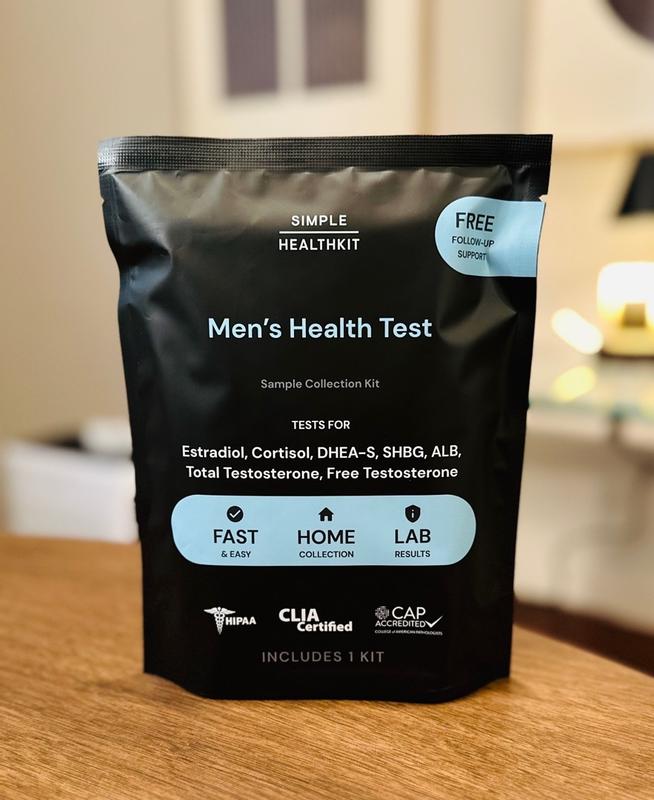 SIMPLE
HEALTHKIT
FREE
FOLLOW-UP
SUPPORT
Men's Health Test
Sample Collection Kit
TESTS FOR
Estradiol, Cortisol, DHEA-S, SHBG, ALB,
Total Testosterone, Free Testosterone
FAST
& EASY
HOME
COLLECTION
LAB
RESULTS
HIPAA
CLIA
Certified
CAP
ACCREDITED
COLLEGE of AMERICAN PATHOLOGISTS
INCLUDES 1 KIT